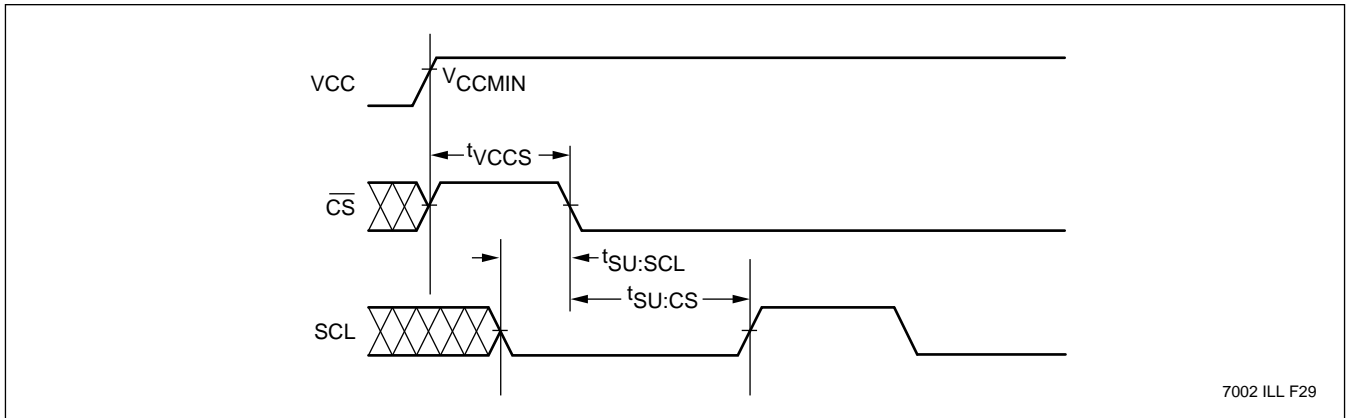 VCC
VCCMIN
tVCCS
CS
tSU:SCL
tSU:CS
SCL
7002 ILL F29